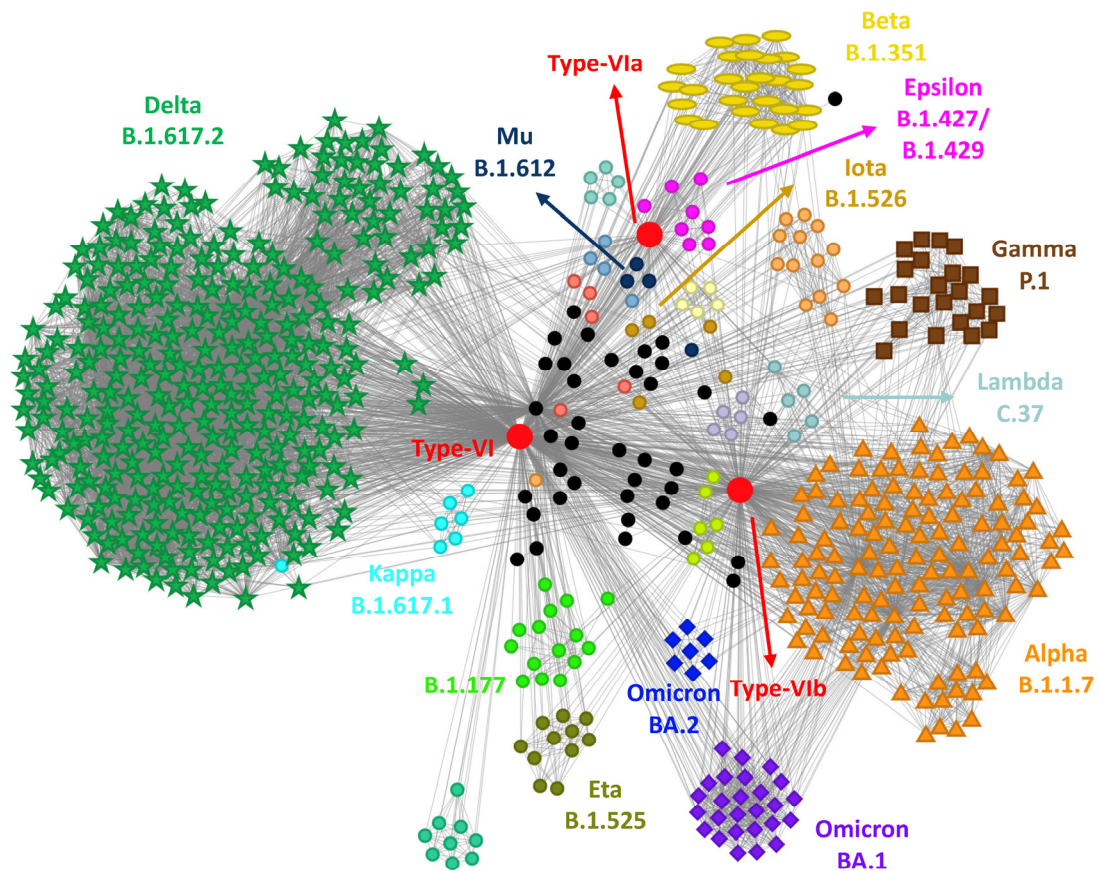 Beta
B.1.351
Type-VIa
Epsilon
B.1.427/
B.1.429
Delta
B.1.617.2
Mu
B.1.612
Iota
B.1.526
Gamma
P.1
Lambda
C.37
Type-VI
Kappa
B.1.617.1
B.1.177
Omicron
BA.2
Type-VIb
Alpha
B.1.1.7
Eta
B.1.525
Omicron
BA.1